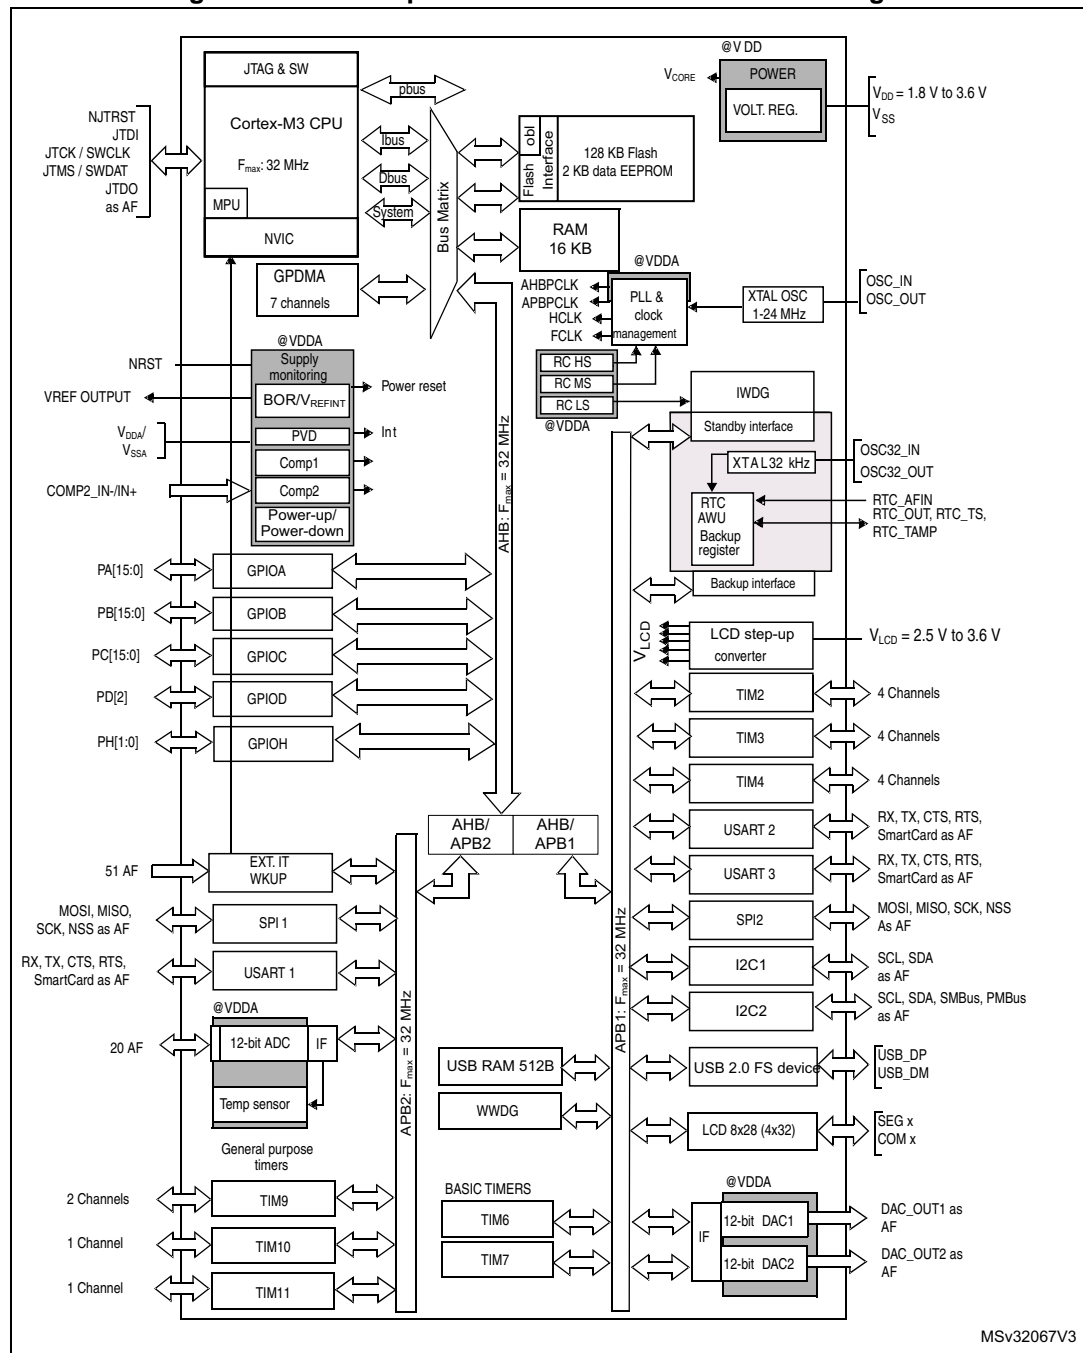 @V DD
JTAG & SW
pbus
Cortex-M3 CPU
Fmax: 32 MHz
MPU
NVIC
Ibus
Dbus
System
Bus Matrix
NJTRST
JTDI
JTCK / SWCLK
JTMS / SWDAT
JTDO
as AF
GPDMA
7 channels
Flash
obl
Interface
128 KB Flash
2 KB data EEPROM
RAM
16 KB
VCORE
POWER
VOLT. REG.
VDD = 1.8 V to 3.6 V
VSS
@VDDA
AHBPCLK
APBPCLK
HCLK
FCLK
PLL &
clock
management
XTAL OSC
1-24 MHz
OSC_IN
OSC_OUT
RC HS
RC MS
RC LS
@VDDA
IWDG
Standby interface
XTAL32 kHz
OSC32_IN
OSC32_OUT
RTC
AWU
Backup
register
RTC_AFIN
RTC_OUT, RTC_TS,
RTC_TAMP
Backup interface
@VDDA
Supply
monitoring
NRST
VREF OUTPUT
BOR/VREFINT
Power reset
VDDA/
VSSA
PVD
Int
Comp1
COMP2_IN-/IN+
Comp2
Power-up/
Power-down
AHB: Fmax = 32 MHz
PA[15:0]
GPIOA
PB[15:0]
GPIOB
PC[15:0]
GPIOC
PD[2]
GPIOD
PH[1:0]
GPIOH
VLCD
LCD step-up
converter
VLCD = 2.5 V to 3.6 V
TIM2
4 Channels
TIM3
4 Channels
TIM4
4 Channels
USART 2
RX, TX, CTS, RTS,
SmartCard as AF
USART 3
RX, TX, CTS, RTS,
SmartCard as AF
SPI2
MOSI, MISO, SCK, NSS
As AF
I2C1
SCL, SDA
as AF
I2C2
SCL, SDA, SMBus, PMBus
as AF
AHB/
APB2
AHB/
APB1
51 AF
EXT. IT
WKUP
MOSI, MISO,
SCK, NSS as AF
SPI 1
RX, TX, CTS, RTS,
SmartCard as AF
USART 1
@VDDA
20 AF
12-bit ADC
IF
Temp sensor
APB2: Fmax = 32 MHz
APB1: Fmax = 32 MHz
USB RAM 512B
WWDG
USB 2.0 FS device
USB_DP
USB_DM
LCD 8x28 (4x32)
SEG x
COM x
General purpose
timers
2 Channels
TIM9
1 Channel
TIM10
1 Channel
TIM11
BASIC TIMERS
TIM6
TIM7
@VDDA
IF
12-bit DAC1
12-bit DAC2
DAC_OUT1 as
AF
DAC_OUT2 as
AF
MSv32067V3